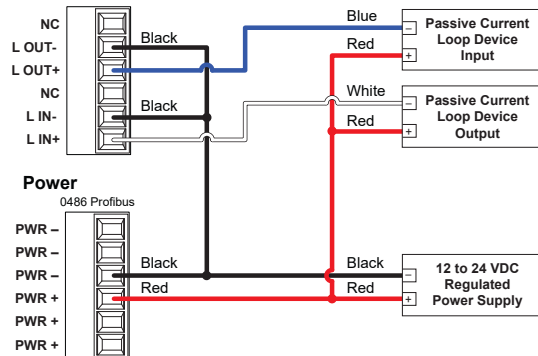 NC
L OUT-
L OUT+
NC
L IN-
L IN+
Black
Black
Blue
Red
White
Red
− Passive Current
Loop Device
+ Input
− Passive Current
Loop Device
+ Output
Power
0486 Profibus
PWR –
PWR –
PWR –
PWR +
PWR +
PWR +
Black
Red
Black
Red
− 12 to 24 VDC
Regulated
+ Power Supply